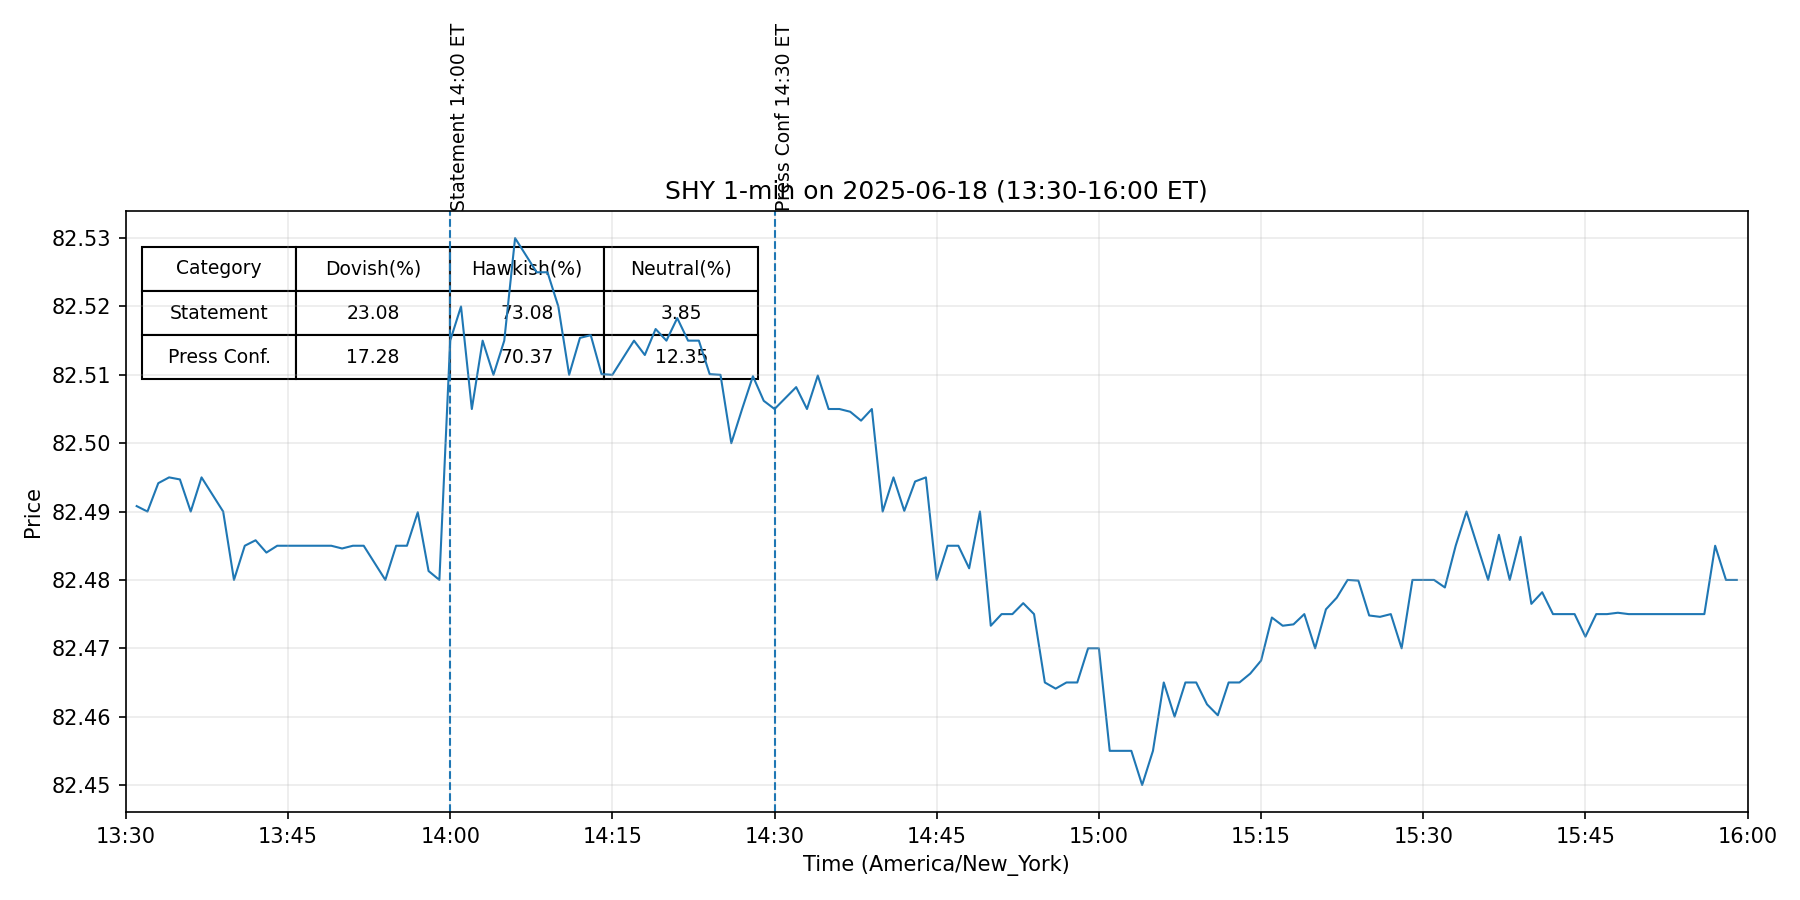 Statement 14:00 ET
Press Conf 14:30 ET
SHY 1-min on 2025-06-18 (13:30-16:00 ET)
Category Dovish(%) Hawkish(%) Neutral(%)
Statement 23.08 73.08 3.85
Press Conf. 17.28 70.37 12.35
Price
82.53
82.52
82.51
82.50
82.49
82.48
82.47
82.46
82.45
13:30 13:45 14:00 14:15 14:30 14:45 15:00 15:15 15:30 15:45 16:00
Time (America/New_York)